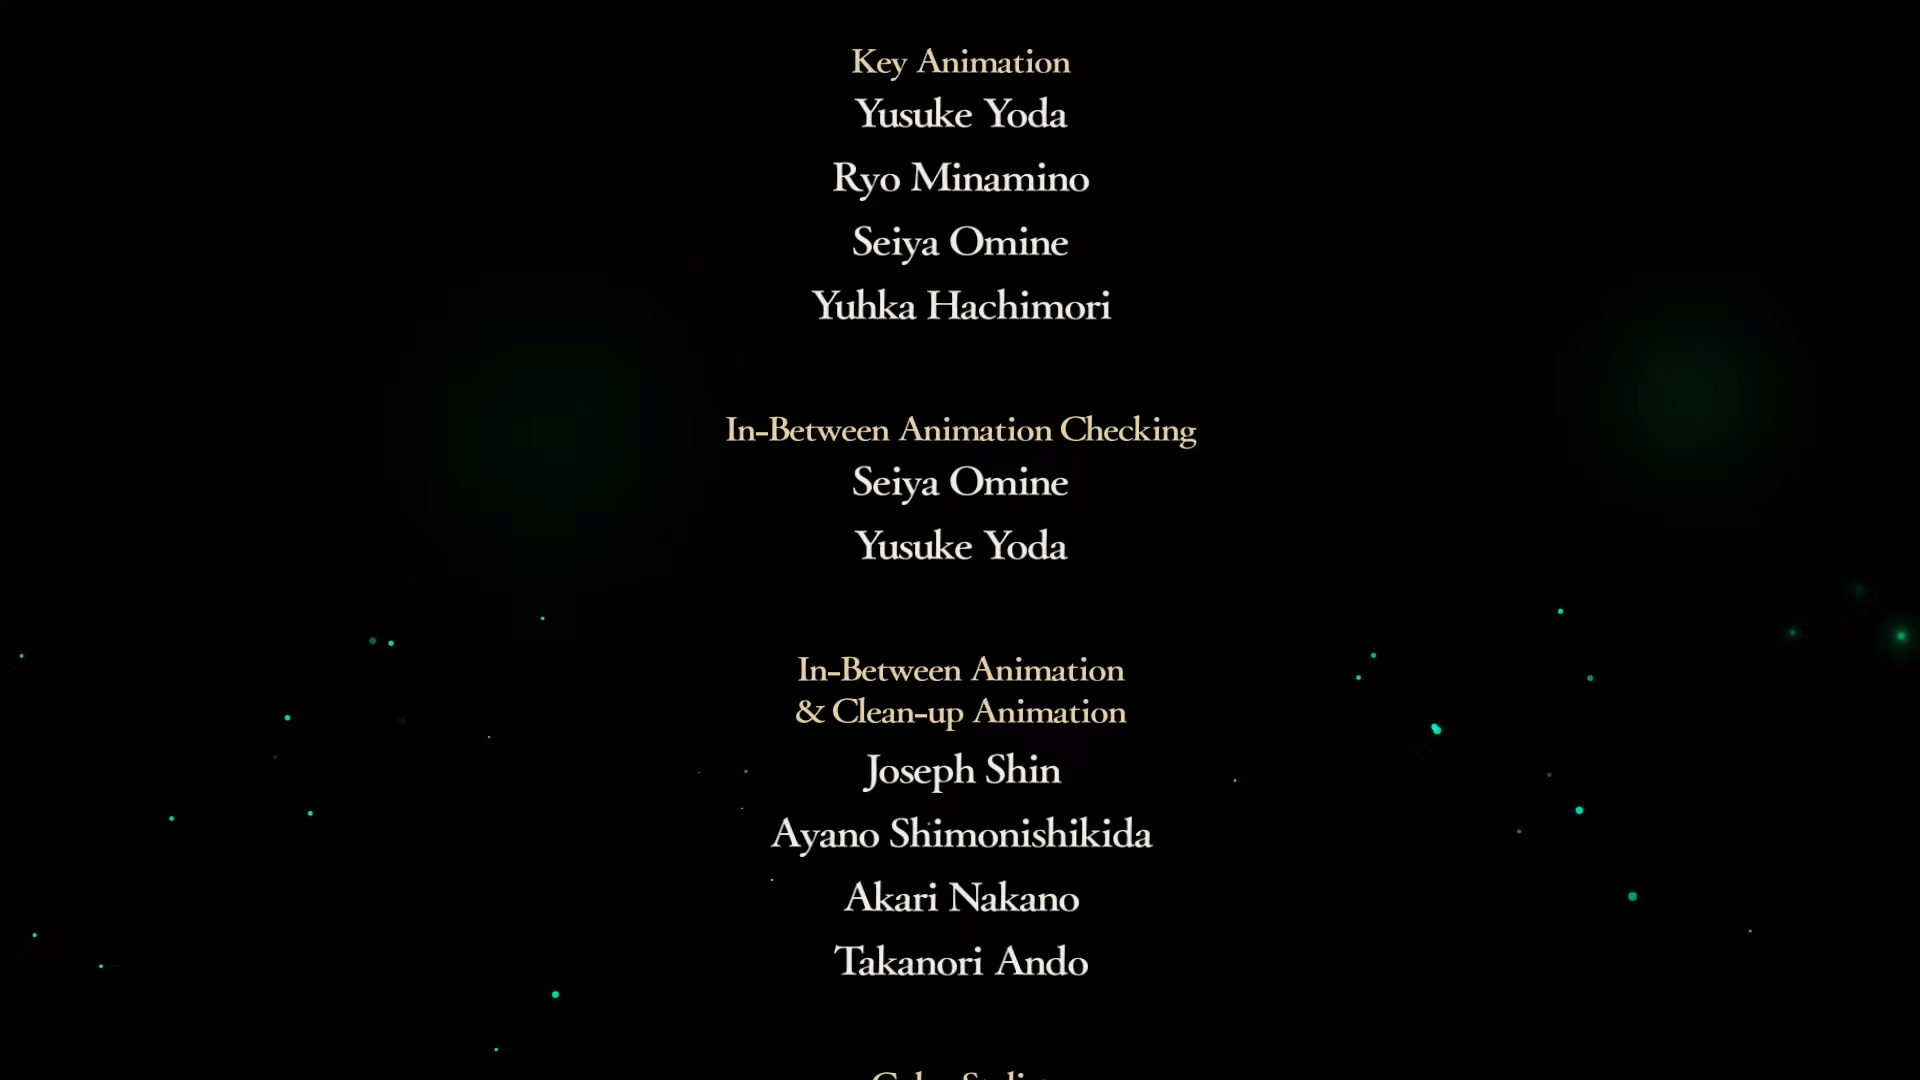 Key Animation
Yusuke Yoda
Ryo Minamino
Seiya Omine
Yuhka Hachimori
In-Between Animation Checking
Seiya Omine
Yusuke Yoda
In-Between Animation
& Clean-up Animation
Joseph Shin
Ayano Shimonishikida
Akari Nakano
Takanori Ando